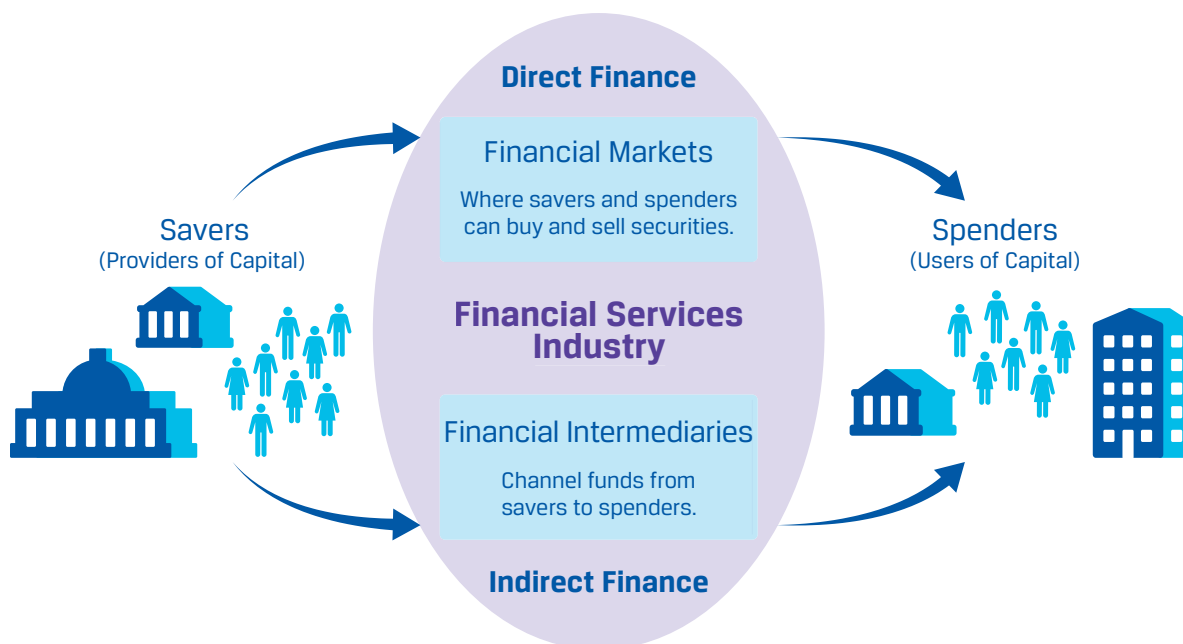 Direct Finance
Financial Markets
Where savers and spenders
can buy and sell securities.
Savers
(Providers of Capital)
Financial Services
Industry
Spenders
(Users of Capital)
Financial Intermediaries
Channel funds from
savers to spenders.
Indirect Finance